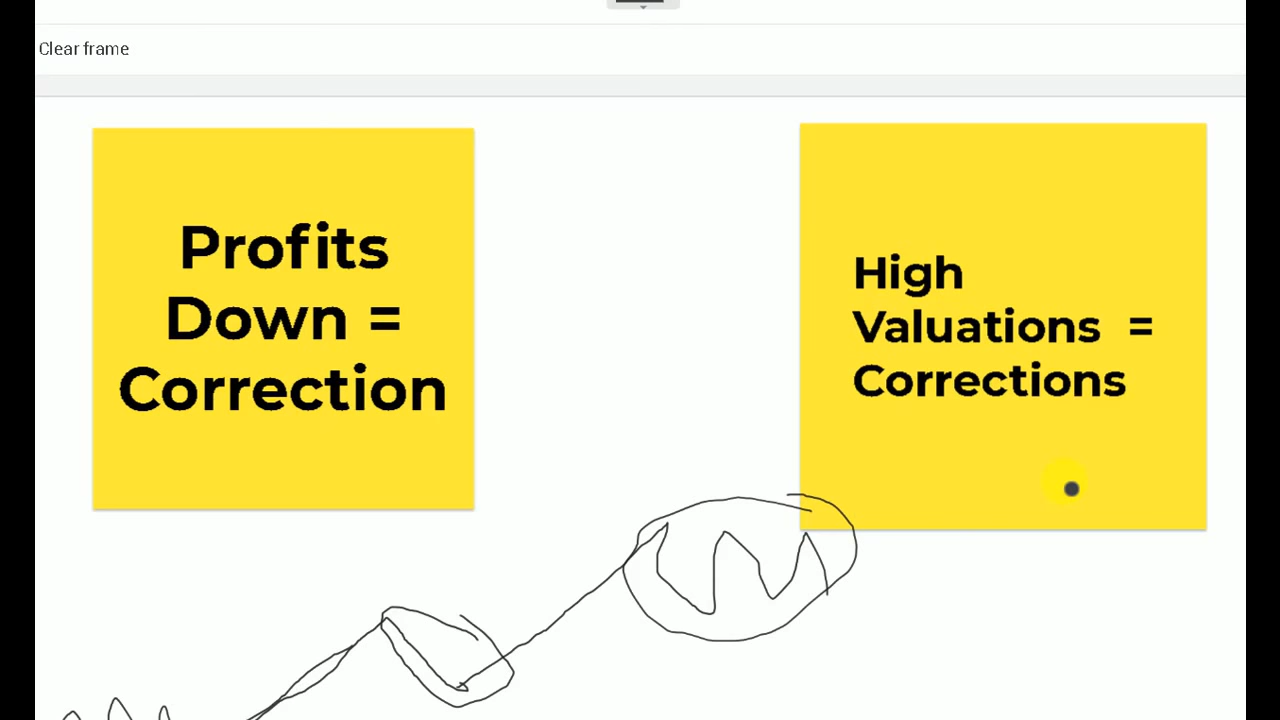 Clear frame
Profits
Down =
Correction
High
Valuations =
Corrections